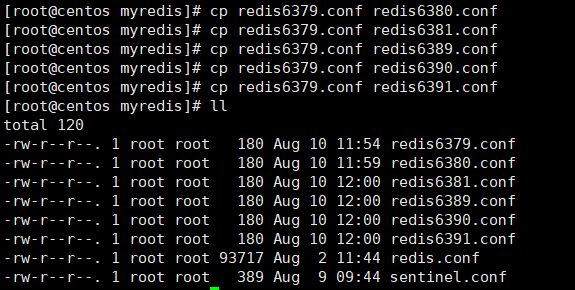 [root@centos myredis]# cp redis6379.conf redis6380.conf
[root@centos myredis]# cp redis6379.conf redis6381.conf
[root@centos myredis]# cp redis6379.conf redis6389.conf
[root@centos myredis]# cp redis6379.conf redis6390.conf
[root@centos myredis]# cp redis6379.conf redis6391.conf
[root@centos myredis]# ll
total 120
-rw-r--r--. 1 root root   180 Aug 10 11:54 redis6379.conf
-rw-r--r--. 1 root root   180 Aug 10 11:59 redis6380.conf
-rw-r--r--. 1 root root   180 Aug 10 12:00 redis6381.conf
-rw-r--r--. 1 root root   180 Aug 10 12:00 redis6389.conf
-rw-r--r--. 1 root root   180 Aug 10 12:00 redis6390.conf
-rw-r--r--. 1 root root   180 Aug 10 12:00 redis6391.conf
-rw-r--r--. 1 root root 93717 Aug  2 11:44 redis.conf
-rw-r--r--. 1 root root   389 Aug  9 09:44 sentinel.conf